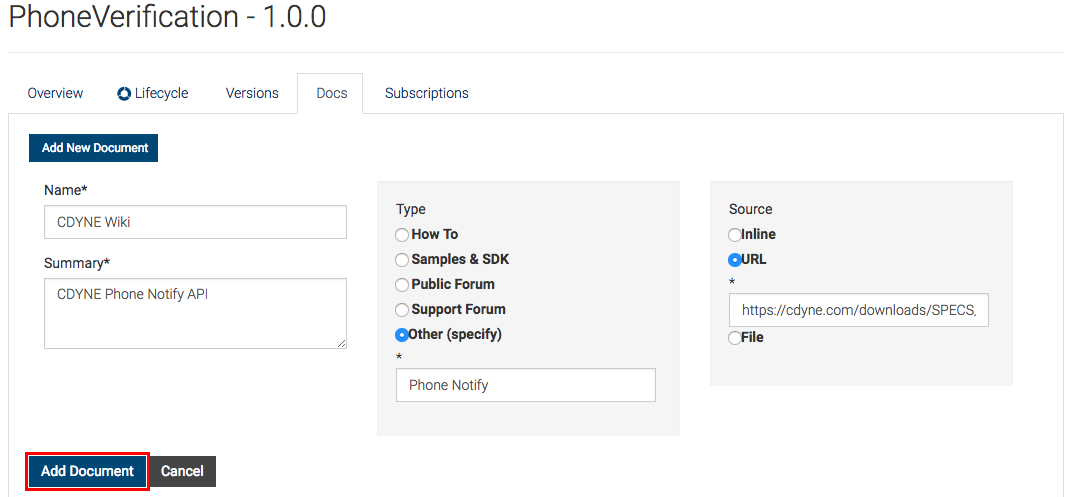 PhoneVerification - 1.0.0
Overview Lifecycle Versions Docs Subscriptions
Add New Document
Name*
CDYNE Wiki
Summary*
CDYNE Phone Notify API
Type
How To
Samples & SDK
Public Forum
Support Forum
Other (specify)
*
Phone Notify
Source
Inline
URL
*
https://cdyne.com/downloads/SPECS_
File
Add Document Cancel